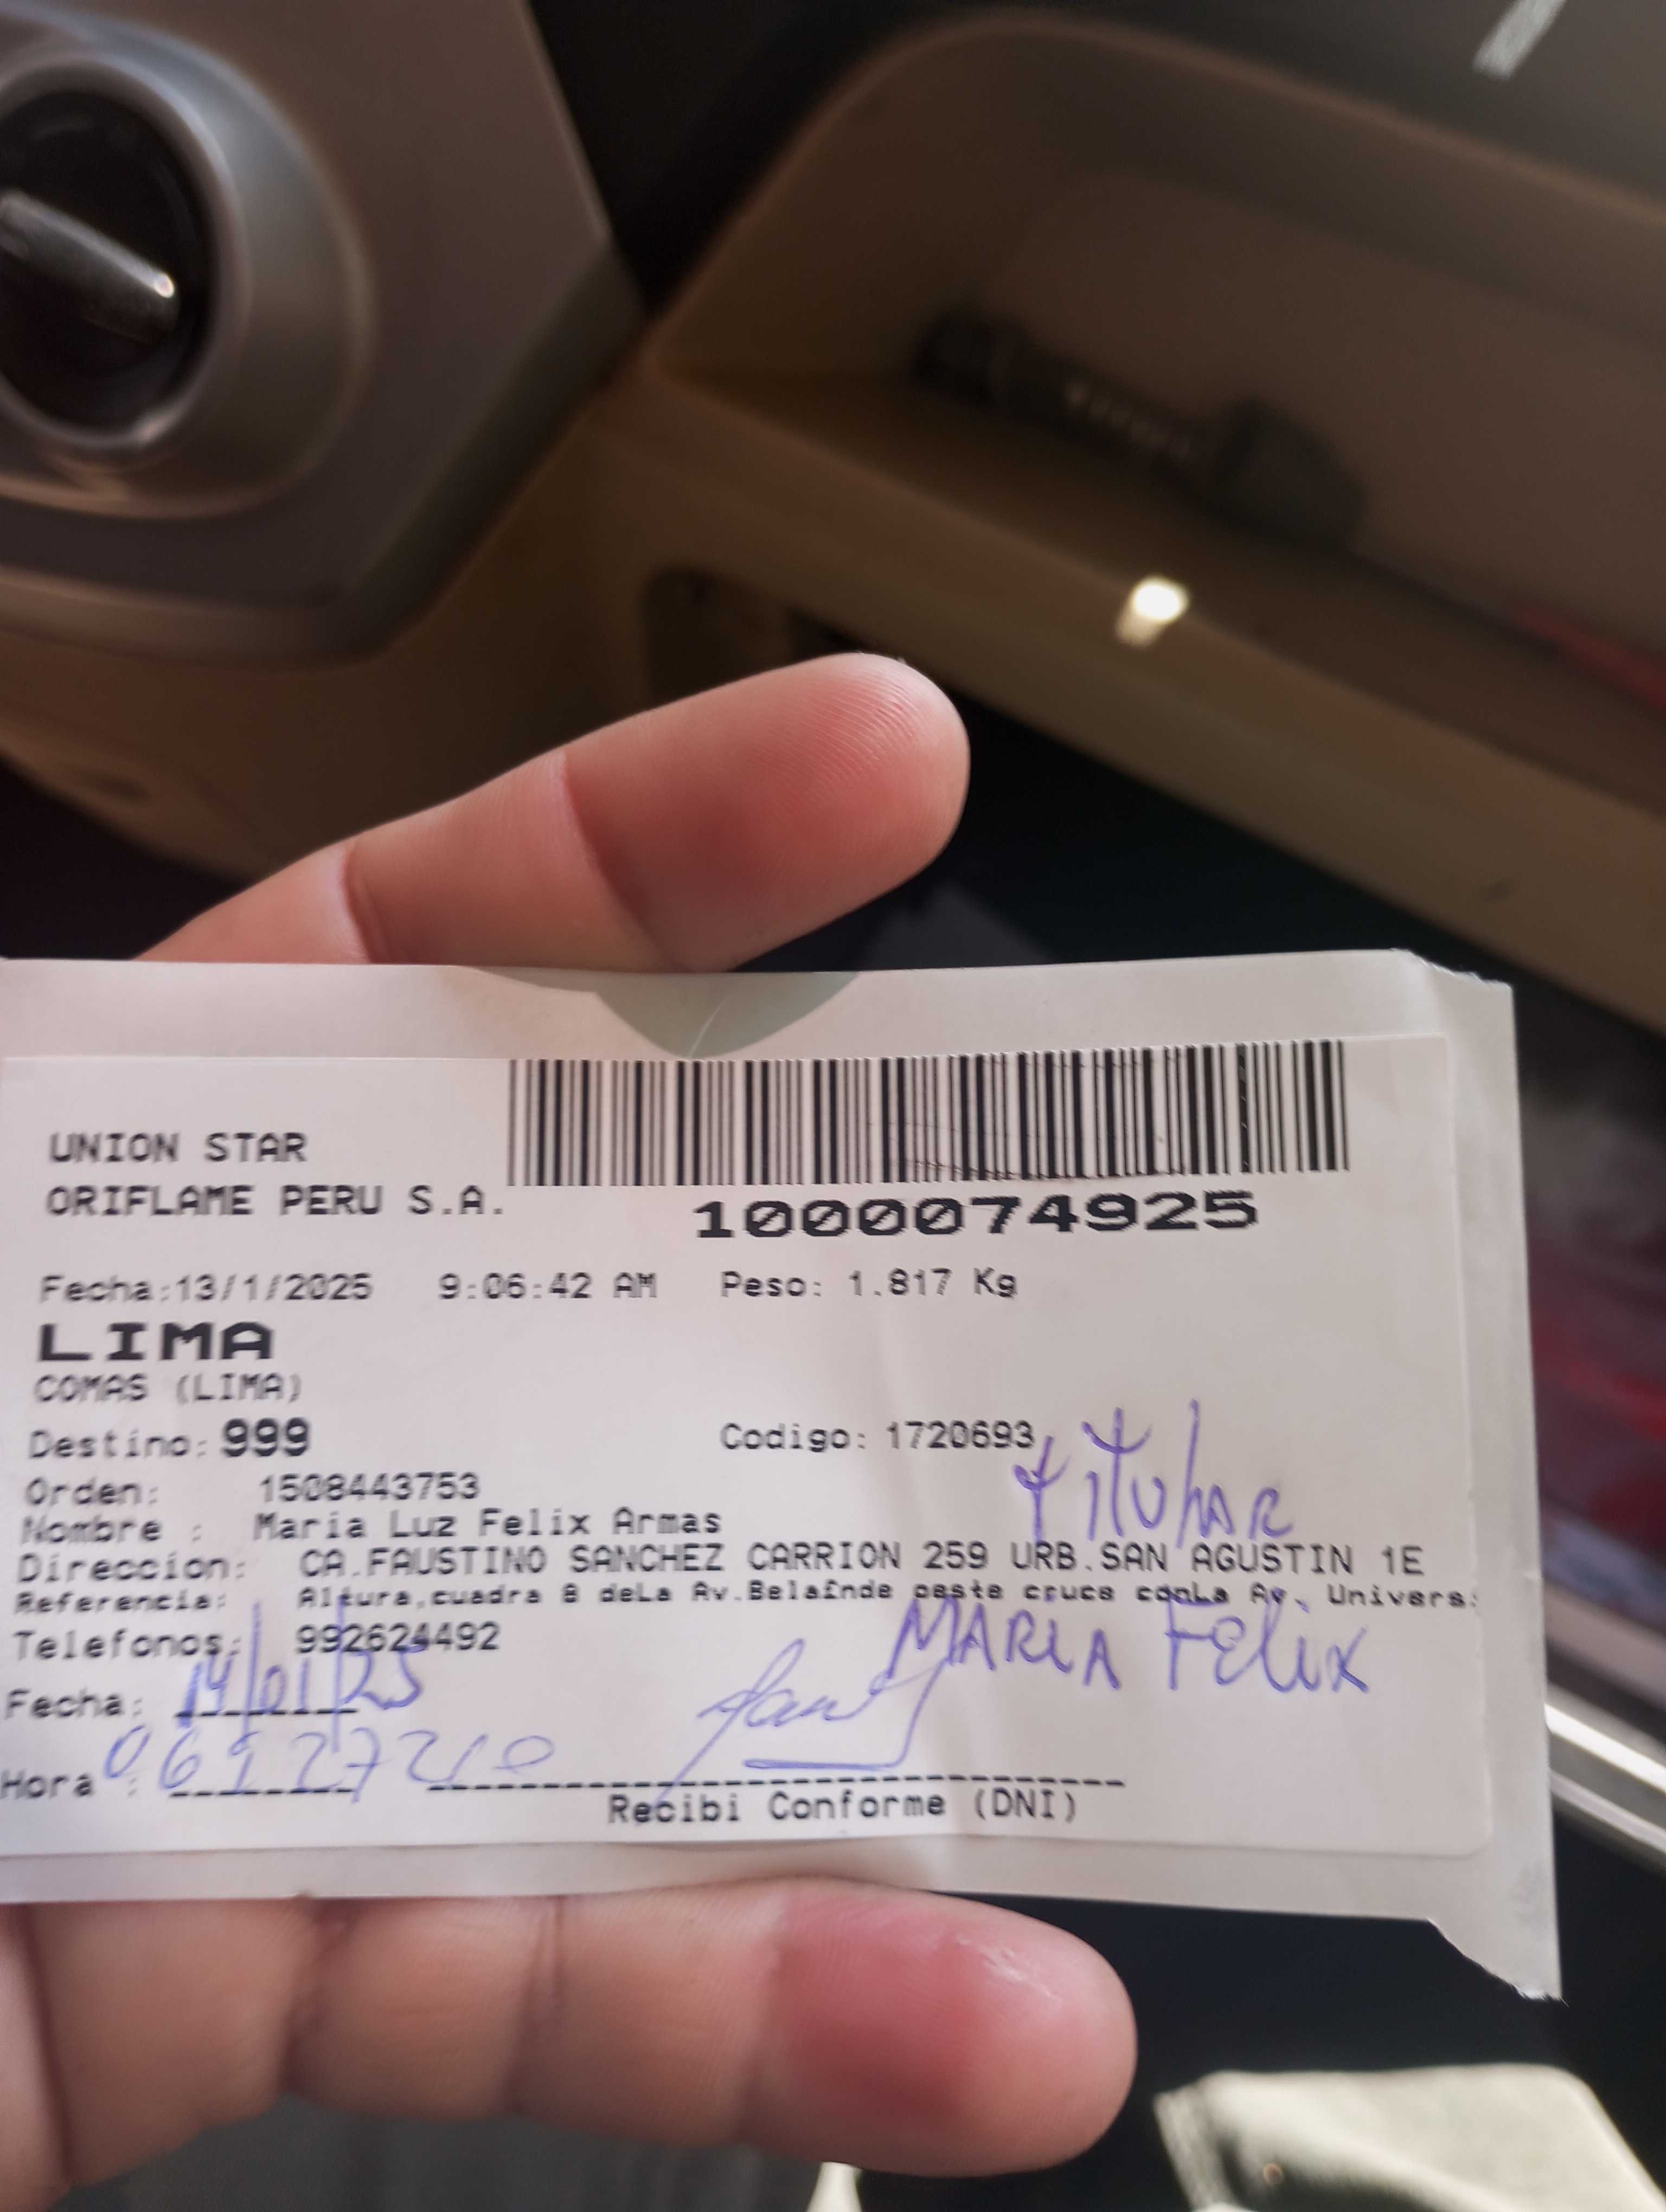 UNION STAR
ORIFLAME PERU S.A.
1000074925
Fecha:13/1/2025 9:06:42 AM Peso: 1.817 Kg
LIMA
COMAS (LIMA)
Destino: 999 Codigo: 1720693
titular
Orden: 1508443753
Nombre : Maria Luz Felix Armas
Direccion: CA.FAUSTINO SANCHEZ CARRION 259 URB.SAN AGUSTIN 1E
Referencia: Altura,cuadra 8 deLa Av.Belaúnde oeste cruce conLa Av. Univers
Telefonos: 992624492
MARIA Felix
Fecha: 14/01/25
Hora :
Recibi Conforme (DNI)